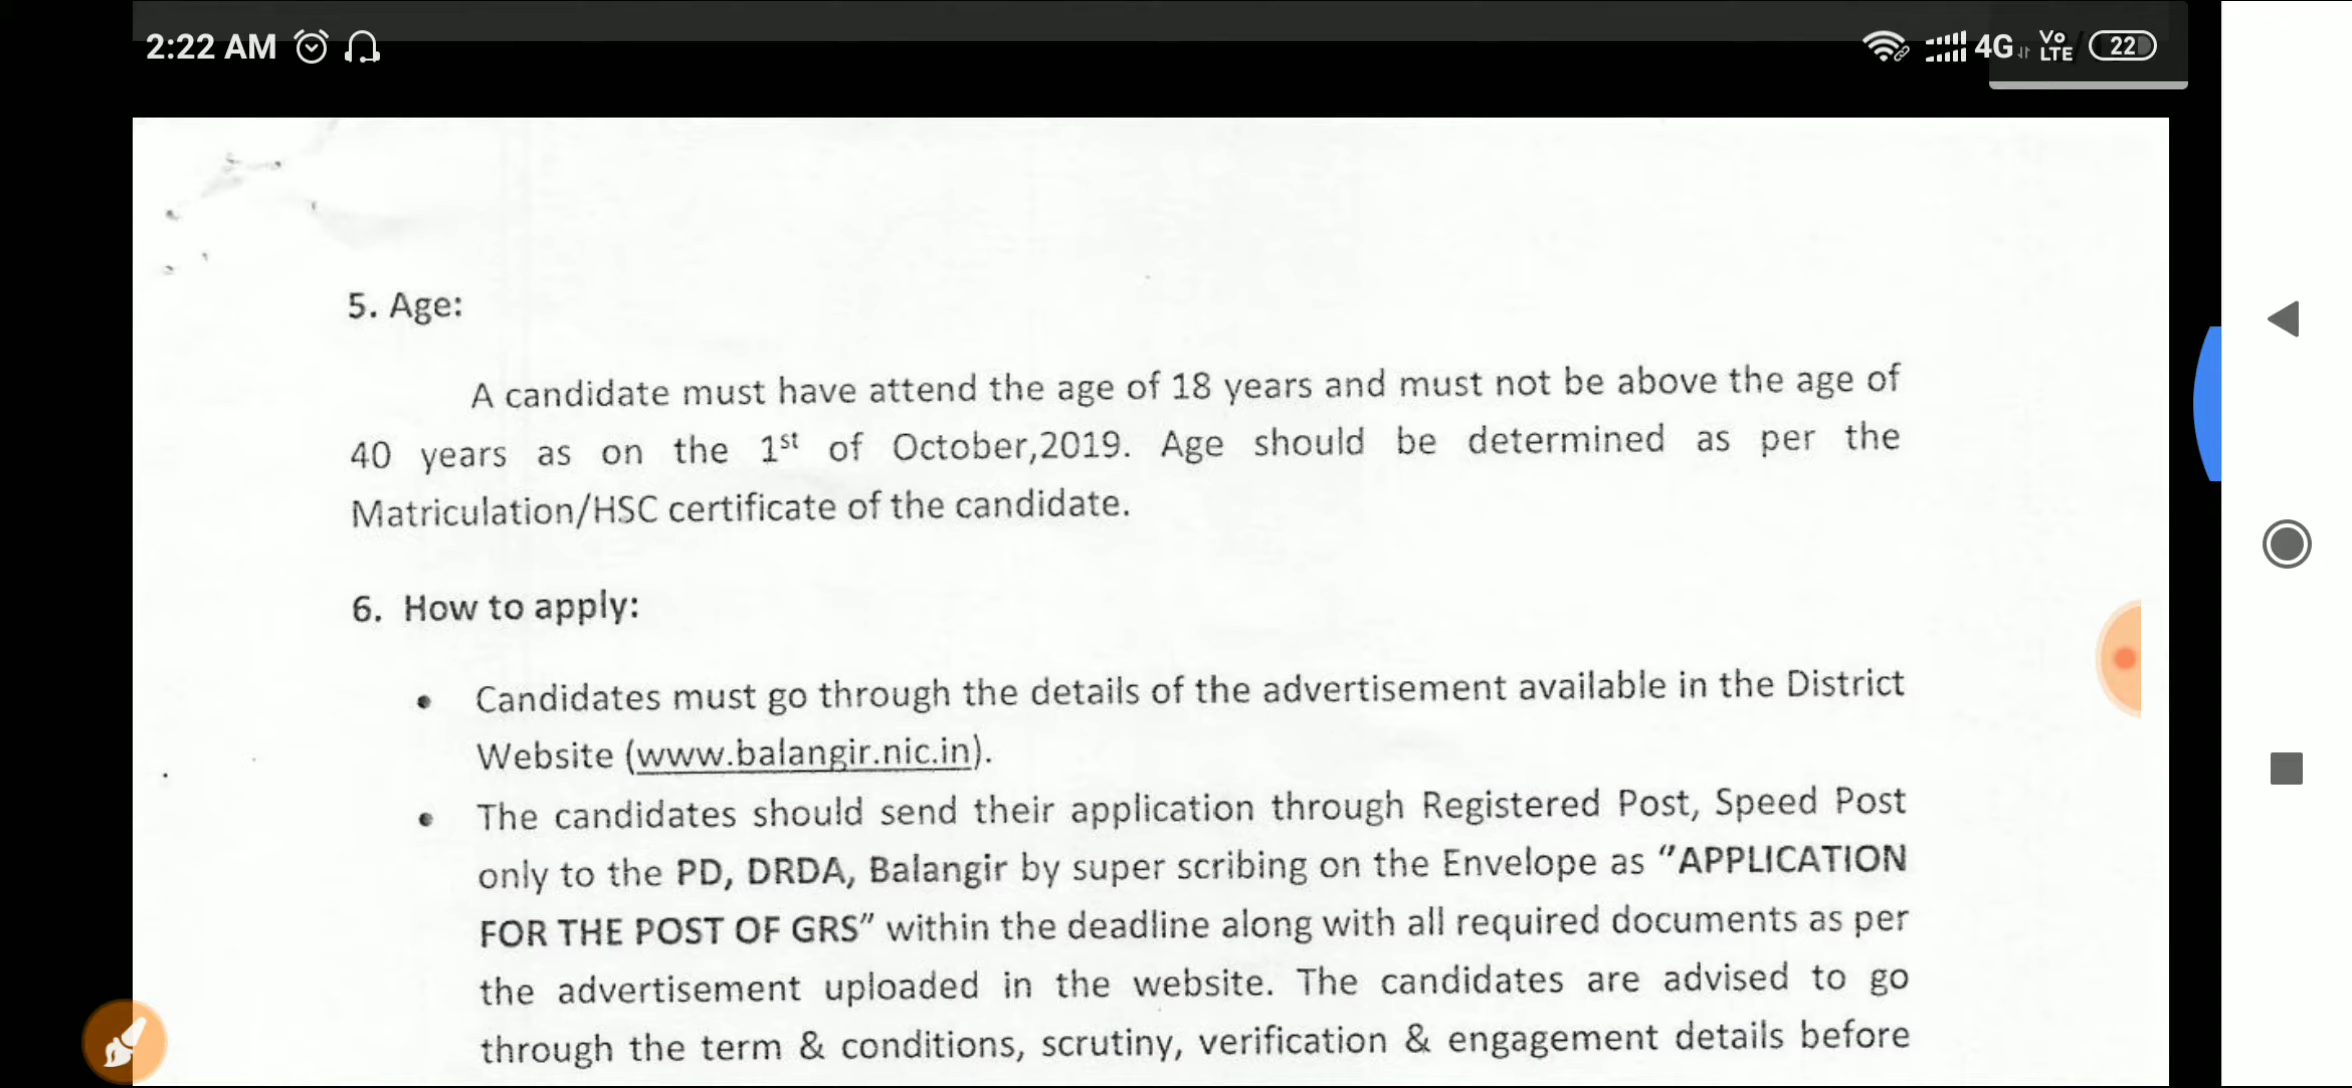 2:22 AM 4G Vo LTE 22
5. Age:
A candidate must have attend the age of 18 years and must not be above the age of
40 years as on the 1st of October,2019. Age should be determined as per the
Matriculation/HSC certificate of the candidate.
6. How to apply:
• Candidates must go through the details of the advertisement available in the District
Website (www.balangir.nic.in).
• The candidates should send their application through Registered Post, Speed Post
only to the PD, DRDA, Balangir by super scribing on the Envelope as "APPLICATION
FOR THE POST OF GRS" within the deadline along with all required documents as per
the advertisement uploaded in the website. The candidates are advised to go
through the term & conditions, scrutiny, verification & engagement details before